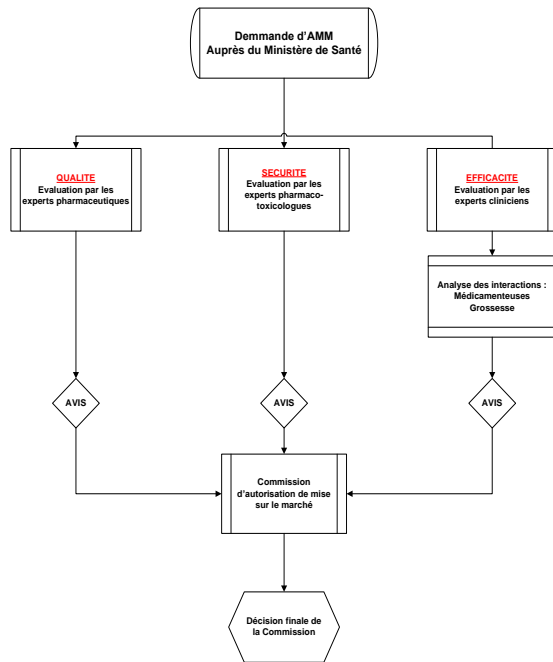 Demmande d'AMM
Auprès du Ministère de Santé
QUALITE
Evaluation par les
experts pharmaceutiques
SECURITE
Evaluation par les
experts pharmaco-
toxicologues
EFFICACITE
Evaluation par les
experts cliniciens
Analyse des interactions :
Médicamenteuses
Grossesse
AVIS
AVIS
AVIS
Commission
d'autorisation de mise
sur le marché
Décision finale de
la Commission